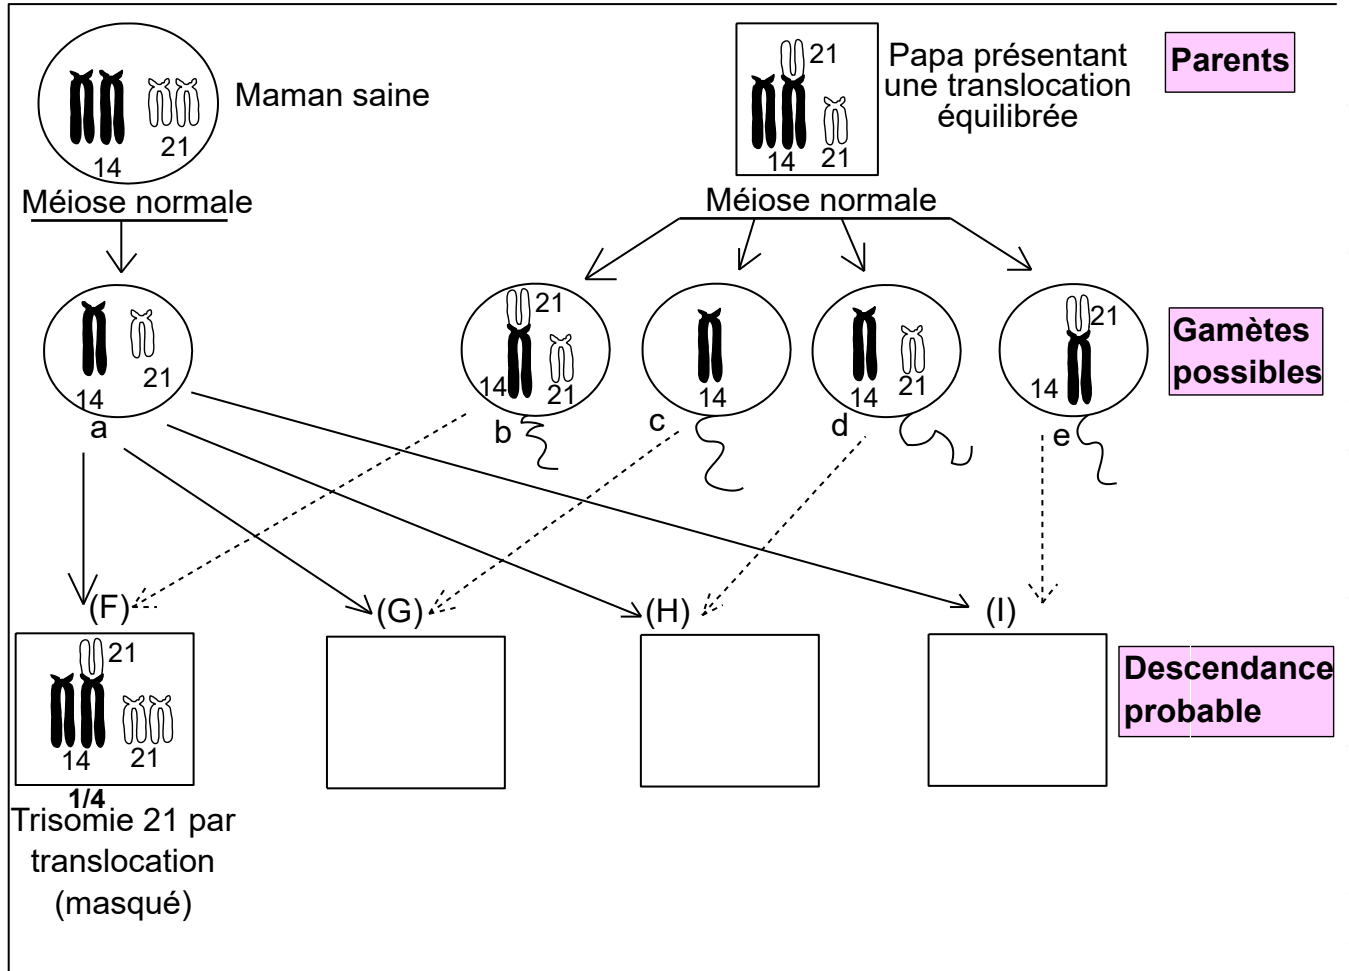 21
Papa présentant
une translocation
équilibrée
Parents
Maman saine
14
21
14
21
Méiose normale
Méiose normale
21
14
a
21
14
21
b
14
c
14
21
d
21
14
e
Gamètes
possibles
(F)
(G)
(H)
(I)
21
14
21
Descendance
probable
1/4
Trisomie 21 par
translocation
(masqué)